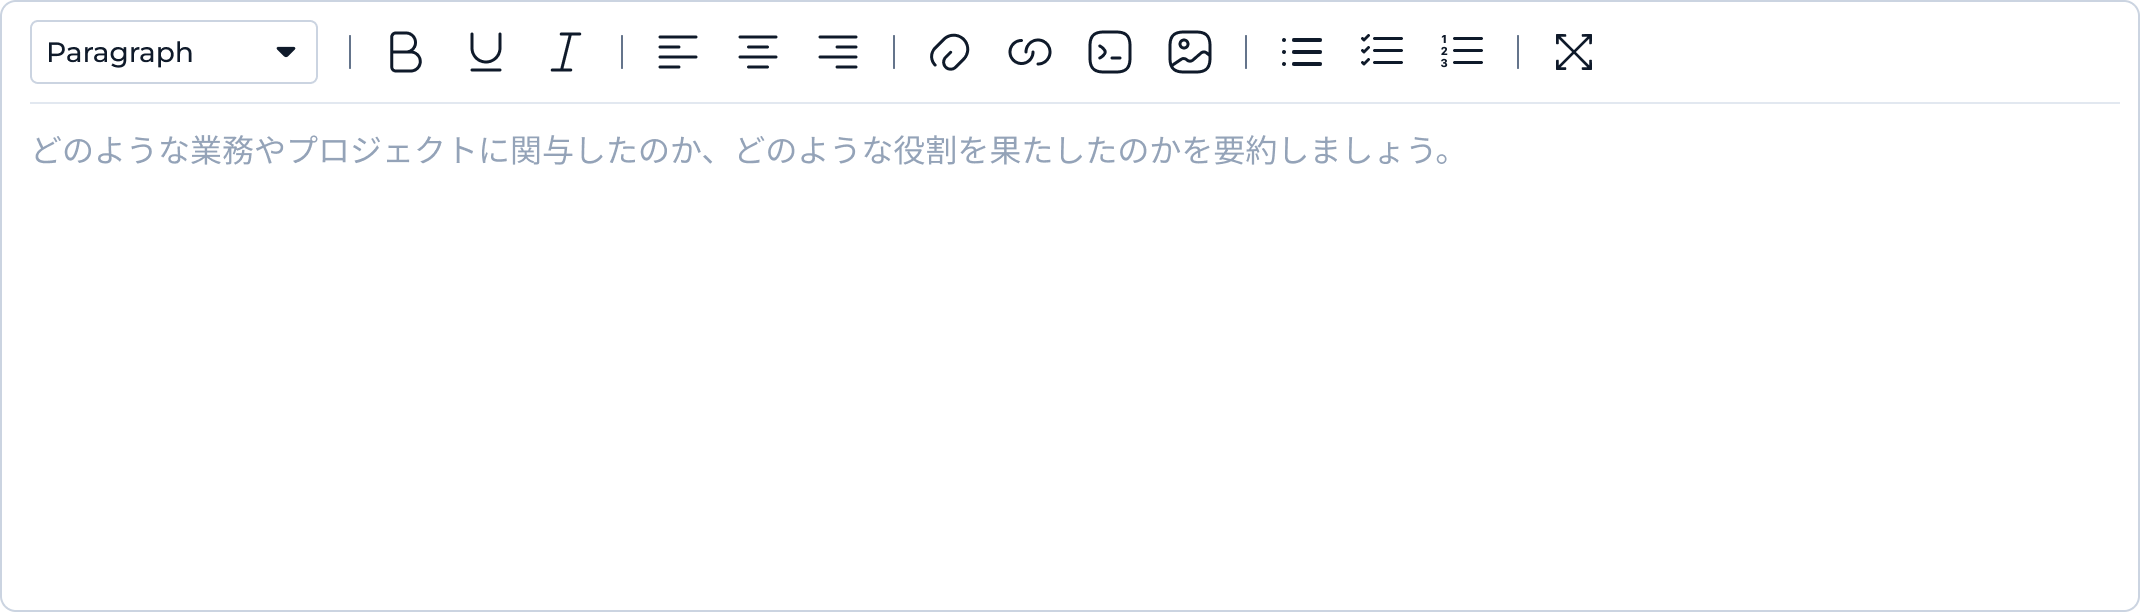 Paragraph
どのような業務やプロジェクトに関与したのか、どのような役割を果たしたのかを要約しましょう。